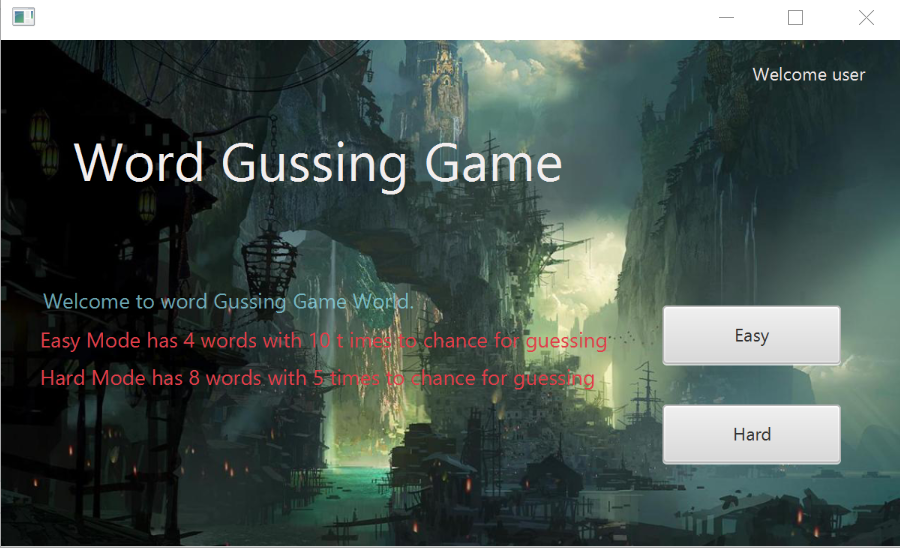 Welcome user
Word Gussing Game
Welcome to word Gussing Game World.
Easy Mode has 4 words with 10 t imes to chance for guessing
Hard Mode has 8 words with 5 times to chance for guessing
Easy
Hard